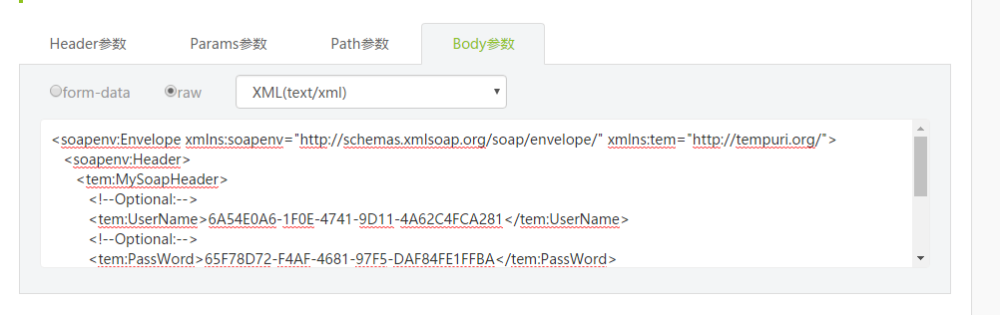 Header参数 Params参数 Path参数 Body参数
form-data raw XML(text/xml)
<soapenv:Envelope xmlns:soapenv="http://schemas.xmlsoap.org/soap/envelope/" xmlns:tem="http://tempuri.org/">
<soapenv:Header>
<tem:MySoapHeader>
<!--Optional:-->
<tem:UserName>6A54E0A6-1F0E-4741-9D11-4A62C4FCA281</tem:UserName>
<!--Optional:-->
<tem:PassWord>65F78D72-F4AF-4681-97F5-DAF84FE1FFBA</tem:PassWord>